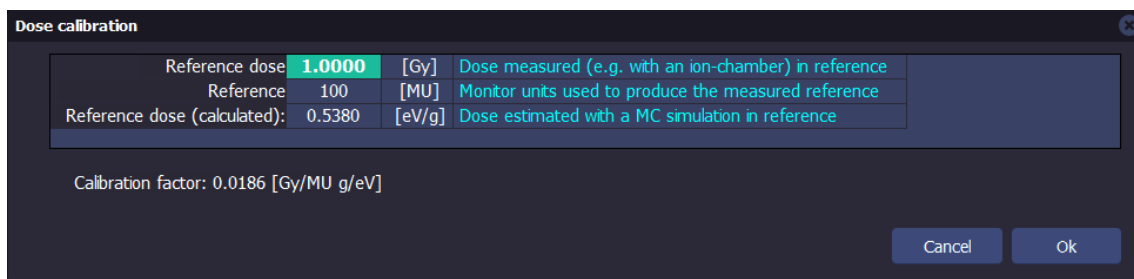 Dose calibration
Reference dose 1.0000 [Gy] Dose measured (e.g. with an ion-chamber) in reference
Reference 100 [MU] Monitor units used to produce the measured reference
Reference dose (calculated): 0.5380 [eV/g] Dose estimated with a MC simulation in reference
Calibration factor: 0.0186 [Gy/MU g/eV]
Cancel Ok